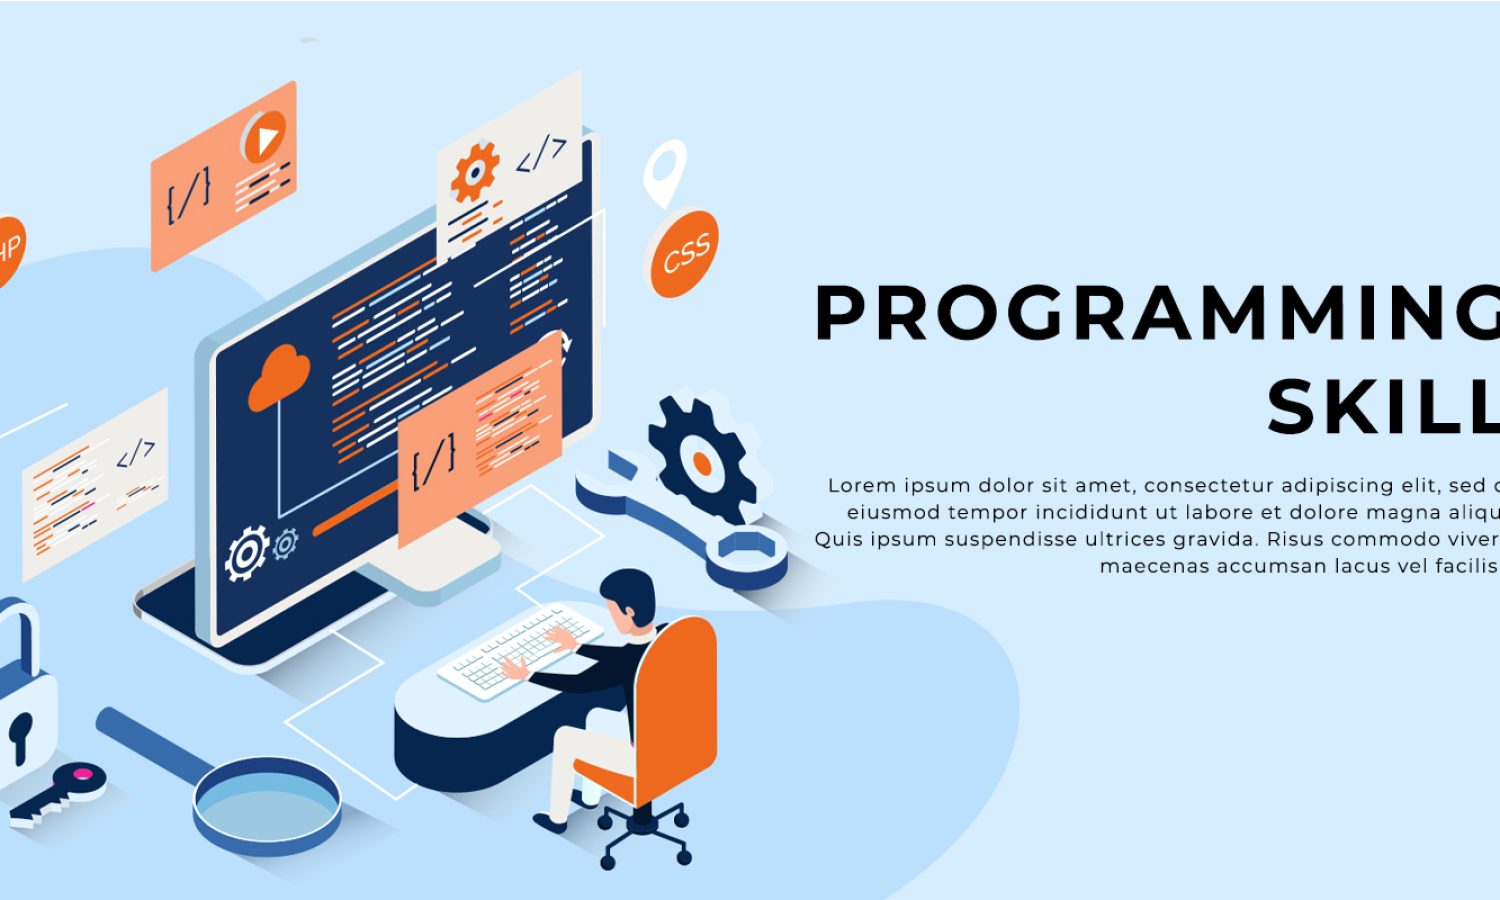 {/}
</>
HP
CSS
PROGRAMMING
SKILL
</>
{/}
Lorem ipsum dolor sit amet, consectetur adipiscing elit, sed
eiusmod tempor incididunt ut labore et dolore magna aliqu
Quis ipsum suspendisse ultrices gravida. Risus commodo viver
maecenas accumsan lacus vel facilis